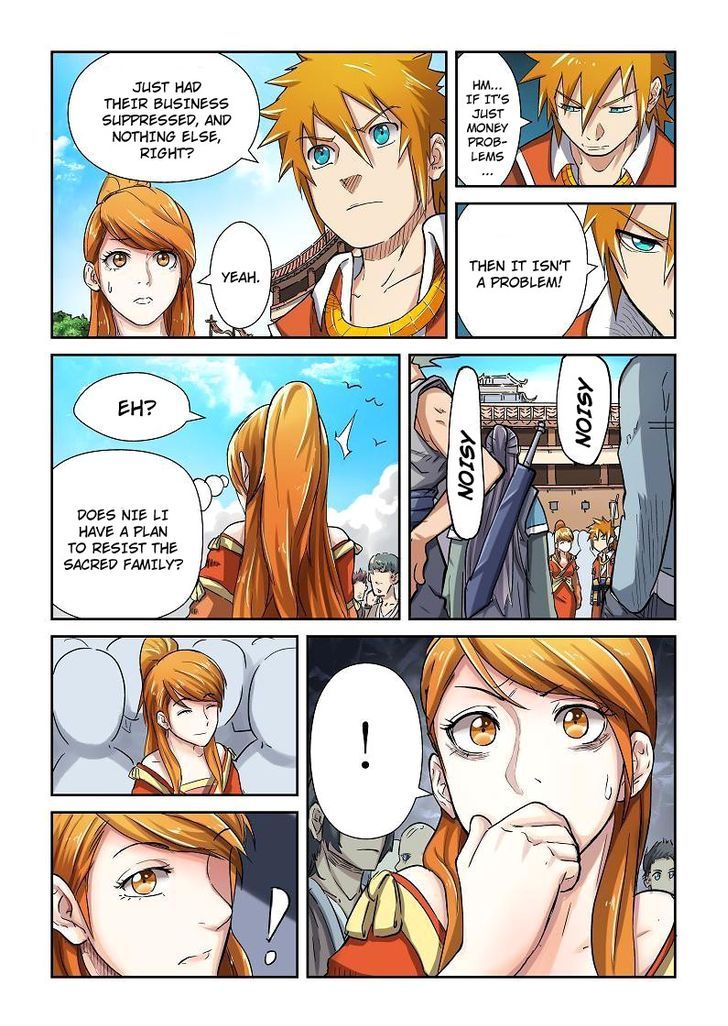 JUST HAD
THEIR BUSINESS
SUPPRESSED, AND
NOTHING ELSE,
RIGHT?
YEAH.
HM...
IF IT'S
JUST
MONEY
PROB-
LEMS
...
THEN IT ISN'T
A PROBLEM!
EH?
DOES NIE LI
HAVE A PLAN
TO RESIST THE
SACRED FAMILY?
NOISY
NOISY
!
!